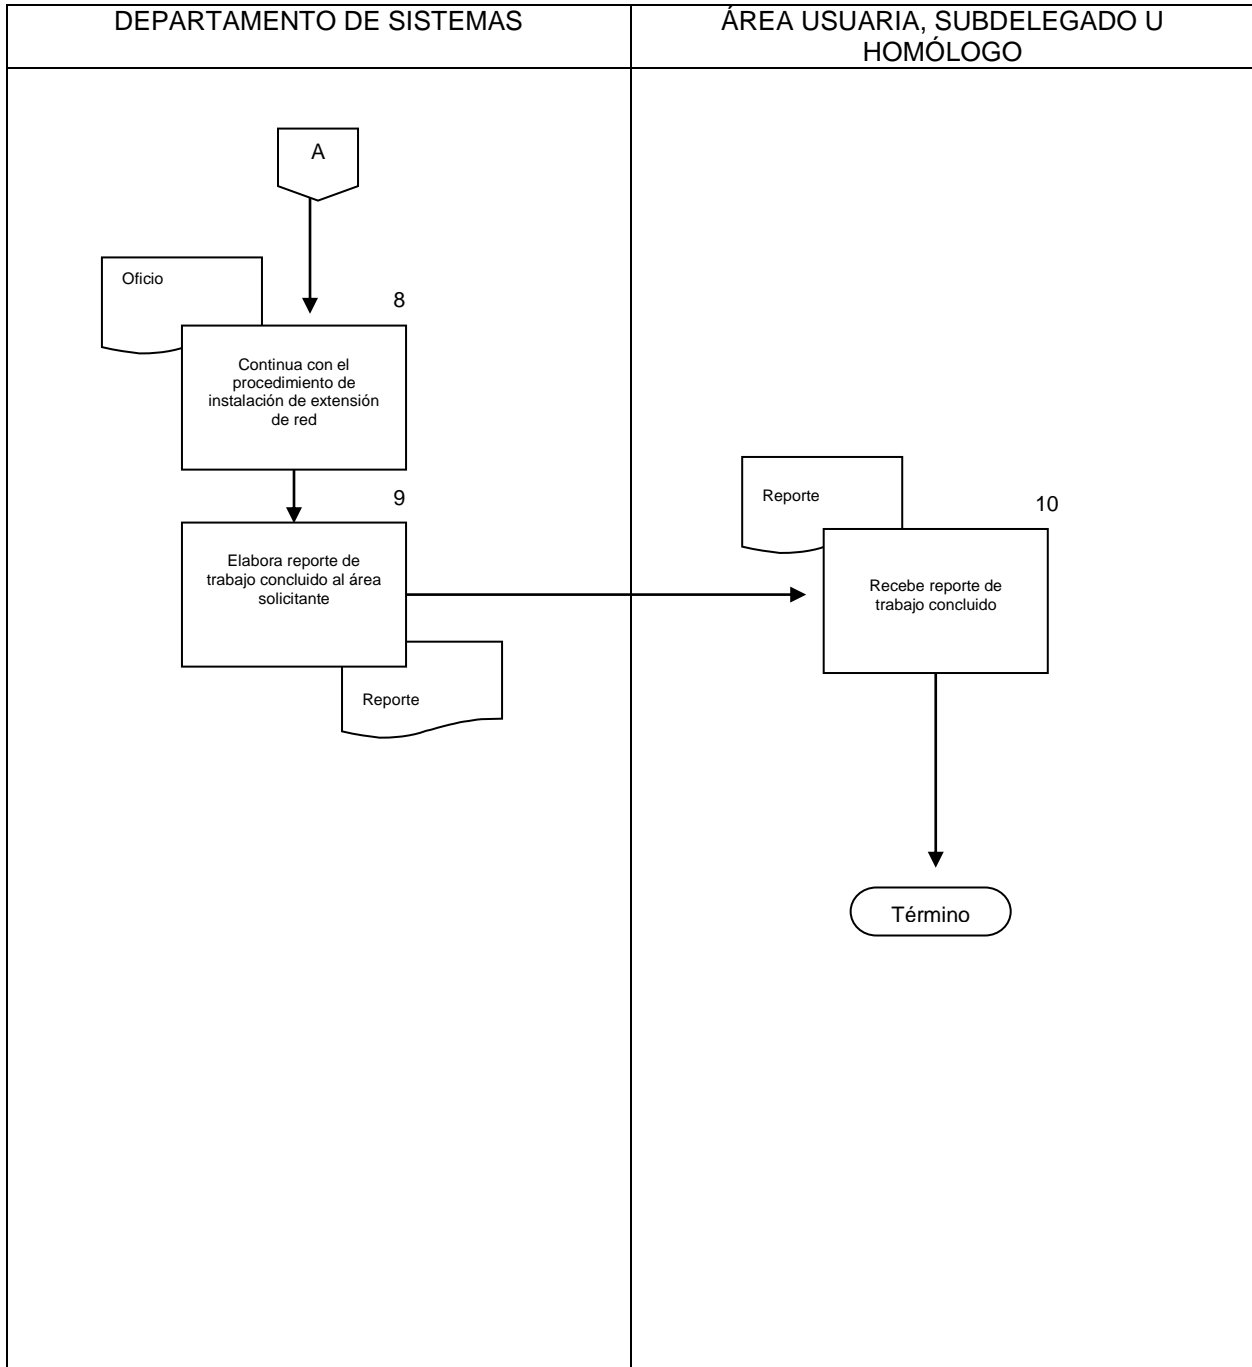 DEPARTAMENTO DE SISTEMAS
ÁREA USUARIA, SUBDELEGADO U
HOMÓLOGO
A
Oficio
8
Continua con el
procedimiento de
instalación de extensión
de red
9
Elabora reporte de
trabajo concluido al área
solicitante
Reporte
Reporte
10
Recebe reporte de
trabajo concluido
Término